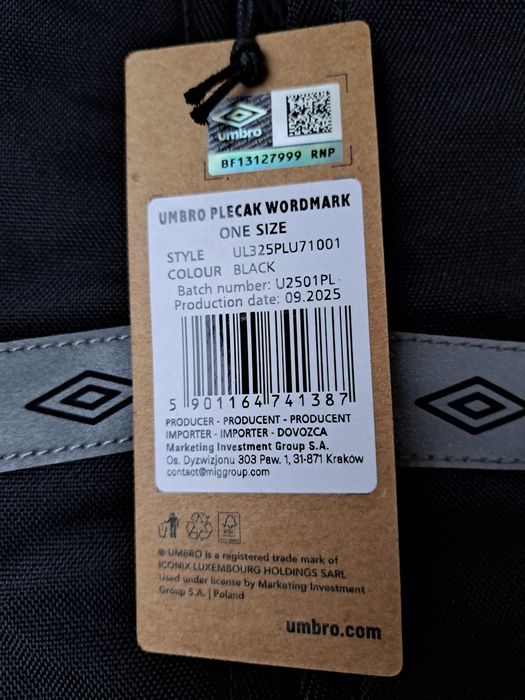 umbro
BF13127999 RNP
UMBRO PLECAK WORDMARK
ONE SIZE
STYLE UL325PLU71001
COLOUR BLACK
Batch number: U2501PL
Production date: 09.2025
5 901164 741387
PRODUCER - PRODUCENT - PRODUCENT
IMPORTER - IMPORTER - DOVOZCA
Marketing Investment Group S.A.
Os. Dyzwizjonu 303 Paw. 1, 31-871 Kraków
contact@miggroup.com
® UMBRO is a registered trade mark of
ICONIX LUXEMBOURG HOLDINGS SARL
Used under license by Marketing Investment
Group S.A. | Poland
umbro.com